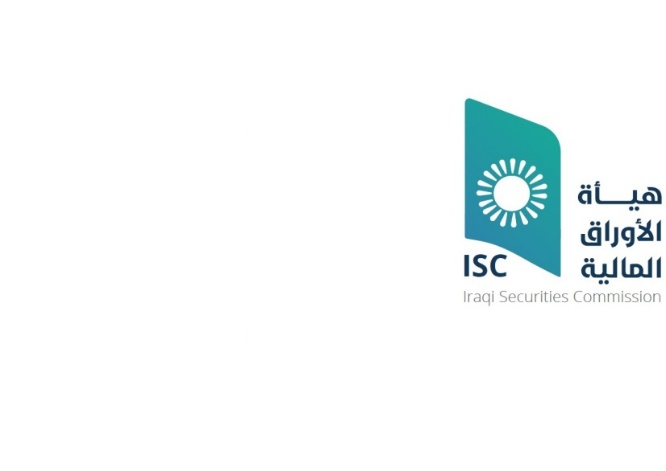 هيـــأة
الأوراق
المالية
ISC
Iraqi Securities Commission